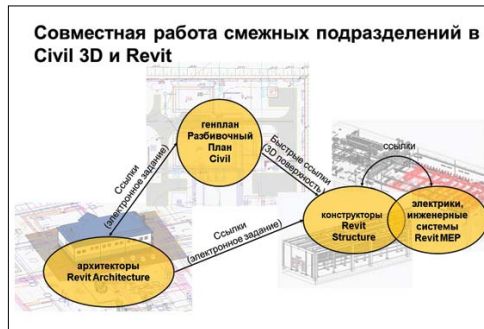 Совместная работа смежных подразделений в
Civil 3D и Revit
генплан
Разбивочный
План
Civil
Ссылки
(электронное задание)
Быстрые ссылки
(3D поверхность)
ссылки
конструкторы
Revit
Structure
электрики,
инженерные
системы
Revit MEP
Ссылки
(электронное задание)
архитекторы
Revit Architecture